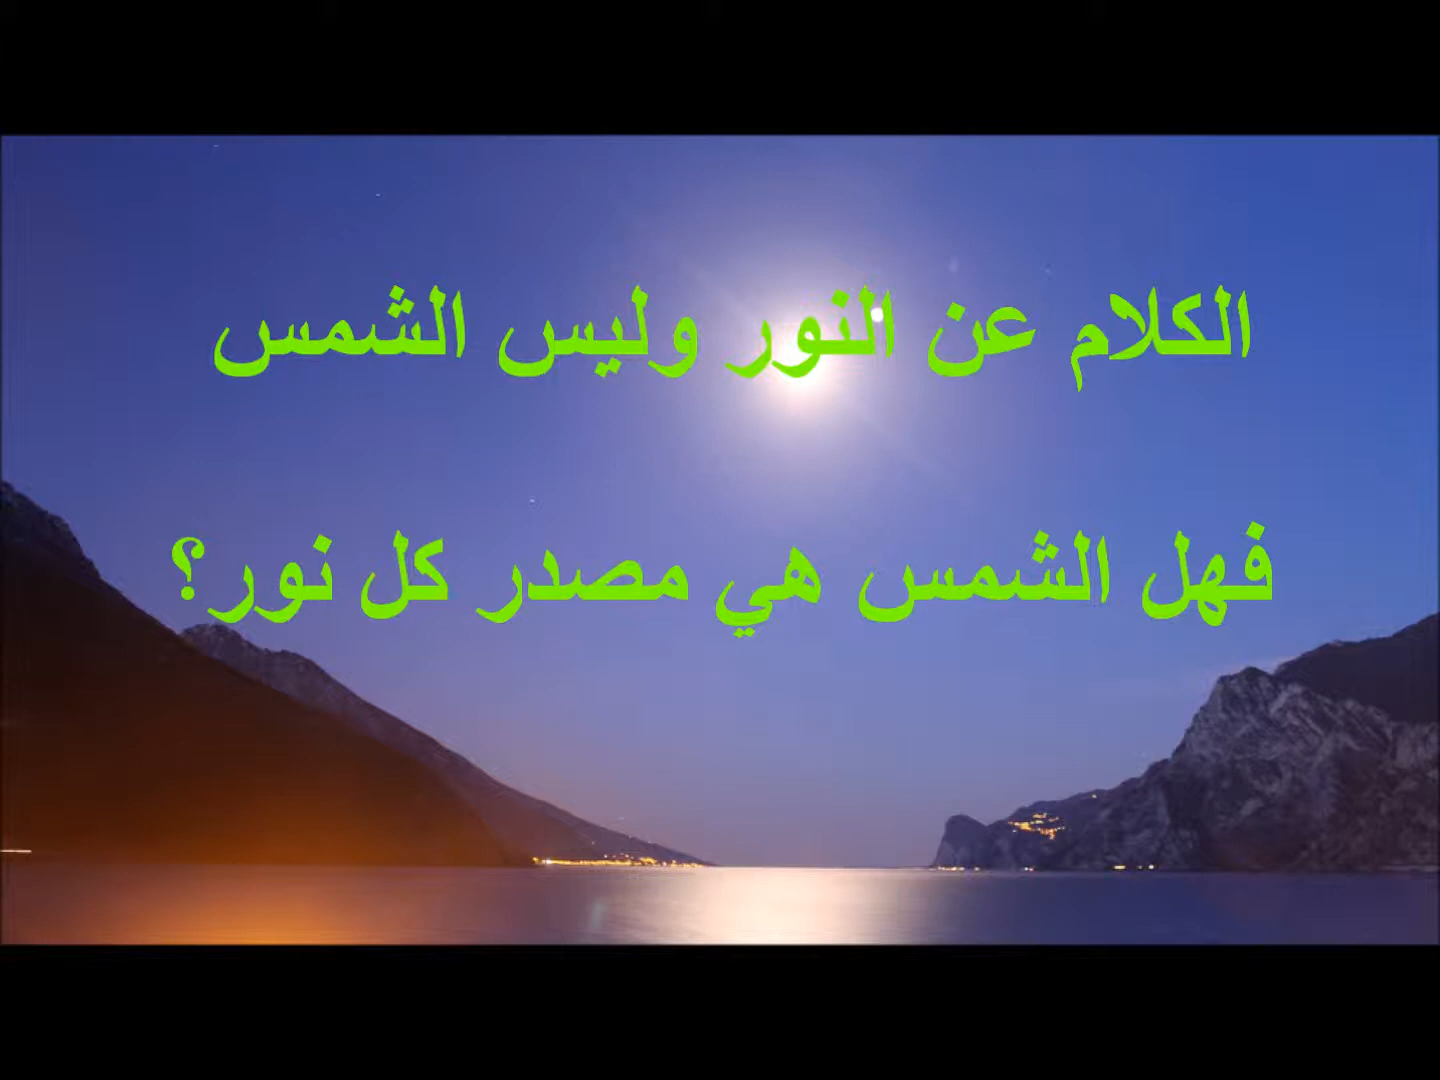 الكلام عن النور وليس الشمس
فهل الشمس هي مصدر كل نور؟